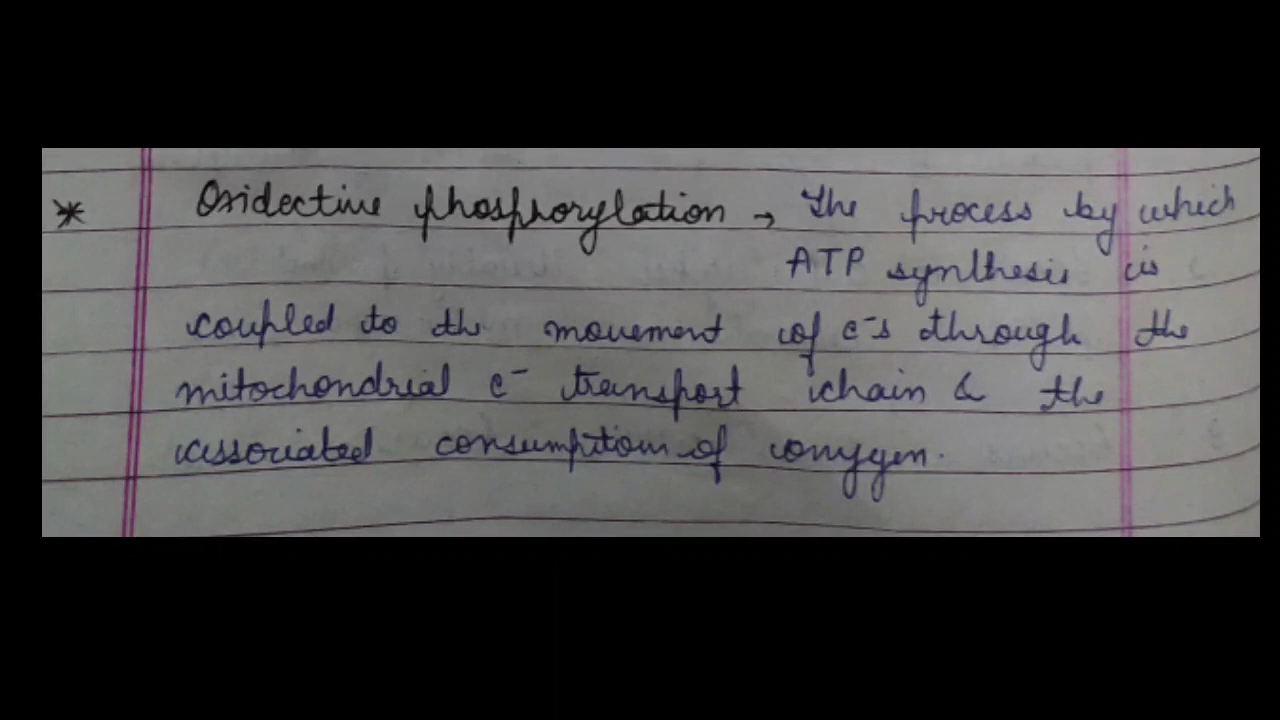 * Oxidective phosphorylation → The process by which
ATP synthesis is
coupled to the movement of e⁻s through the
mitochondrial e⁻ transport chain & the
associated consumption of oxygen.